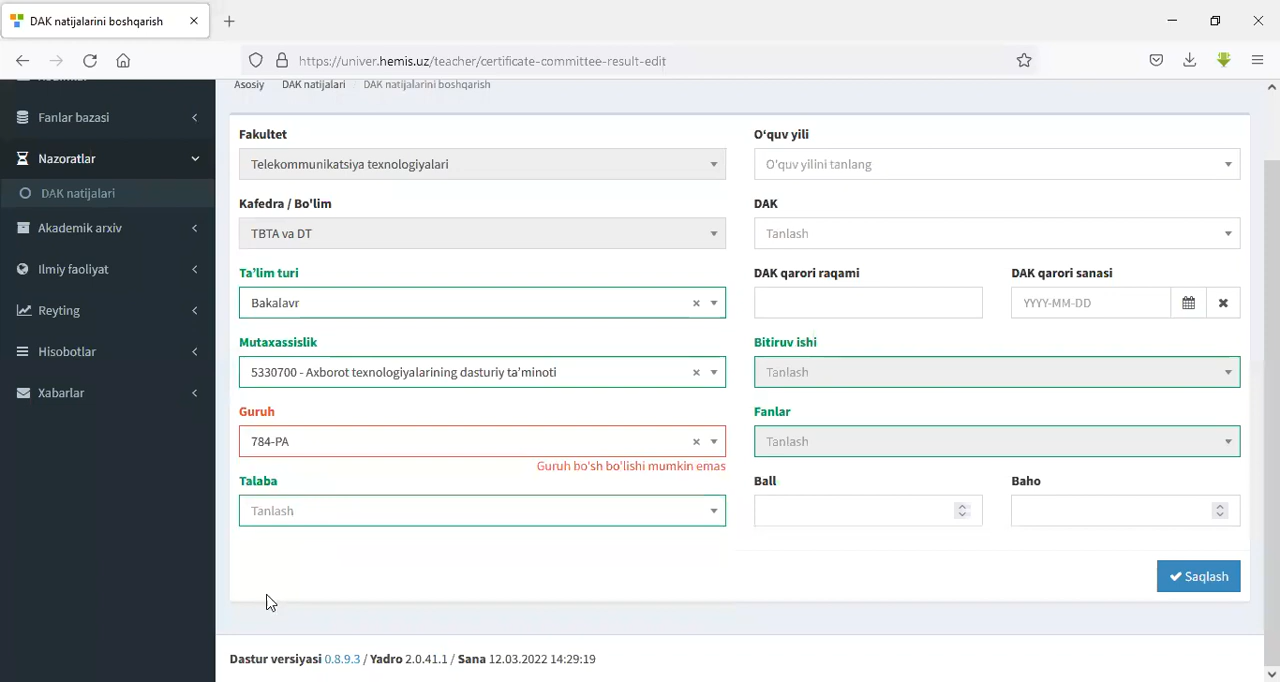 DAK natijalarini boshqarish
https://univer.hemis.uz/teacher/certificate-committee-result-edit
Asosiy DAK natijalari / DAK natijalarini boshqarish
Fanlar bazasi
Nazoratlar
DAK natijalari
Akademik arxiv
Ilmiy faoliyat
Reyting
Hisobotlar
Xabarlar
Fakultet
Telekommunikatsiya texnologiyalari
Kafedra / Bo'lim
TBTA va DT
Ta’lim turi
Bakalavr
Mutaxassislik
5330700 - Axborot texnologiyalarining dasturiy ta’minoti
Guruh
784-PA
Guruh bo'sh bo'lishi mumkin emas
Talaba
Tanlash
O‘quv yili
O'quv yilini tanlang
DAK
Tanlash
DAK qarori raqami DAK qarori sanasi
YYYY-MM-DD
Bitiruv ishi
Tanlash
Fanlar
Tanlash
Ball Baho
Saqlash
Dastur versiyasi 0.8.9.3 / Yadro 2.0.41.1 / Sana 12.03.2022 14:29:19